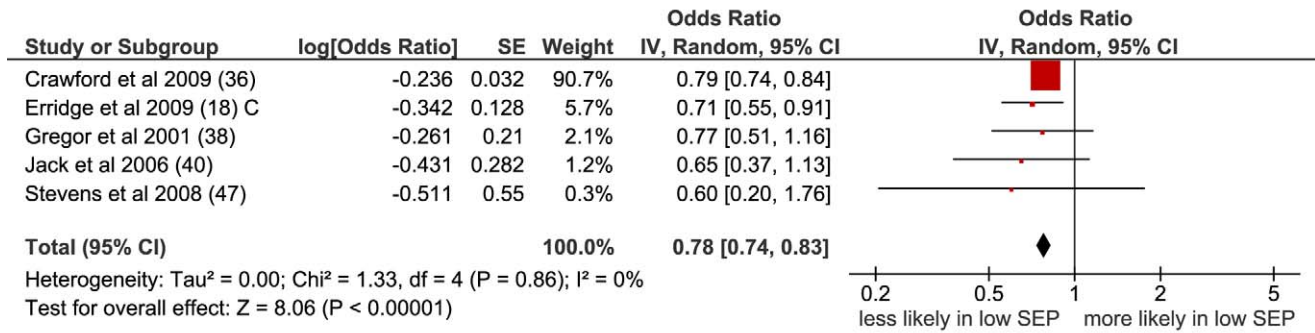 Odds Ratio Odds Ratio
Study or Subgroup log[Odds Ratio] SE Weight IV, Random, 95% CI IV, Random, 95% CI
Crawford et al 2009 (36) -0.236 0.032 90.7% 0.79 [0.74, 0.84]
Erridge et al 2009 (18) C -0.342 0.128 5.7% 0.71 [0.55, 0.91]
Gregor et al 2001 (38) -0.261 0.21 2.1% 0.77 [0.51, 1.16]
Jack et al 2006 (40) -0.431 0.282 1.2% 0.65 [0.37, 1.13]
Stevens et al 2008 (47) -0.511 0.55 0.3% 0.60 [0.20, 1.76]
Total (95% CI) 100.0% 0.78 [0.74, 0.83]
Heterogeneity: Tau² = 0.00; Chi² = 1.33, df = 4 (P = 0.86); I² = 0%
Test for overall effect: Z = 8.06 (P < 0.00001)
0.2 0.5 1 2 5
less likely in low SEP more likely in low SEP